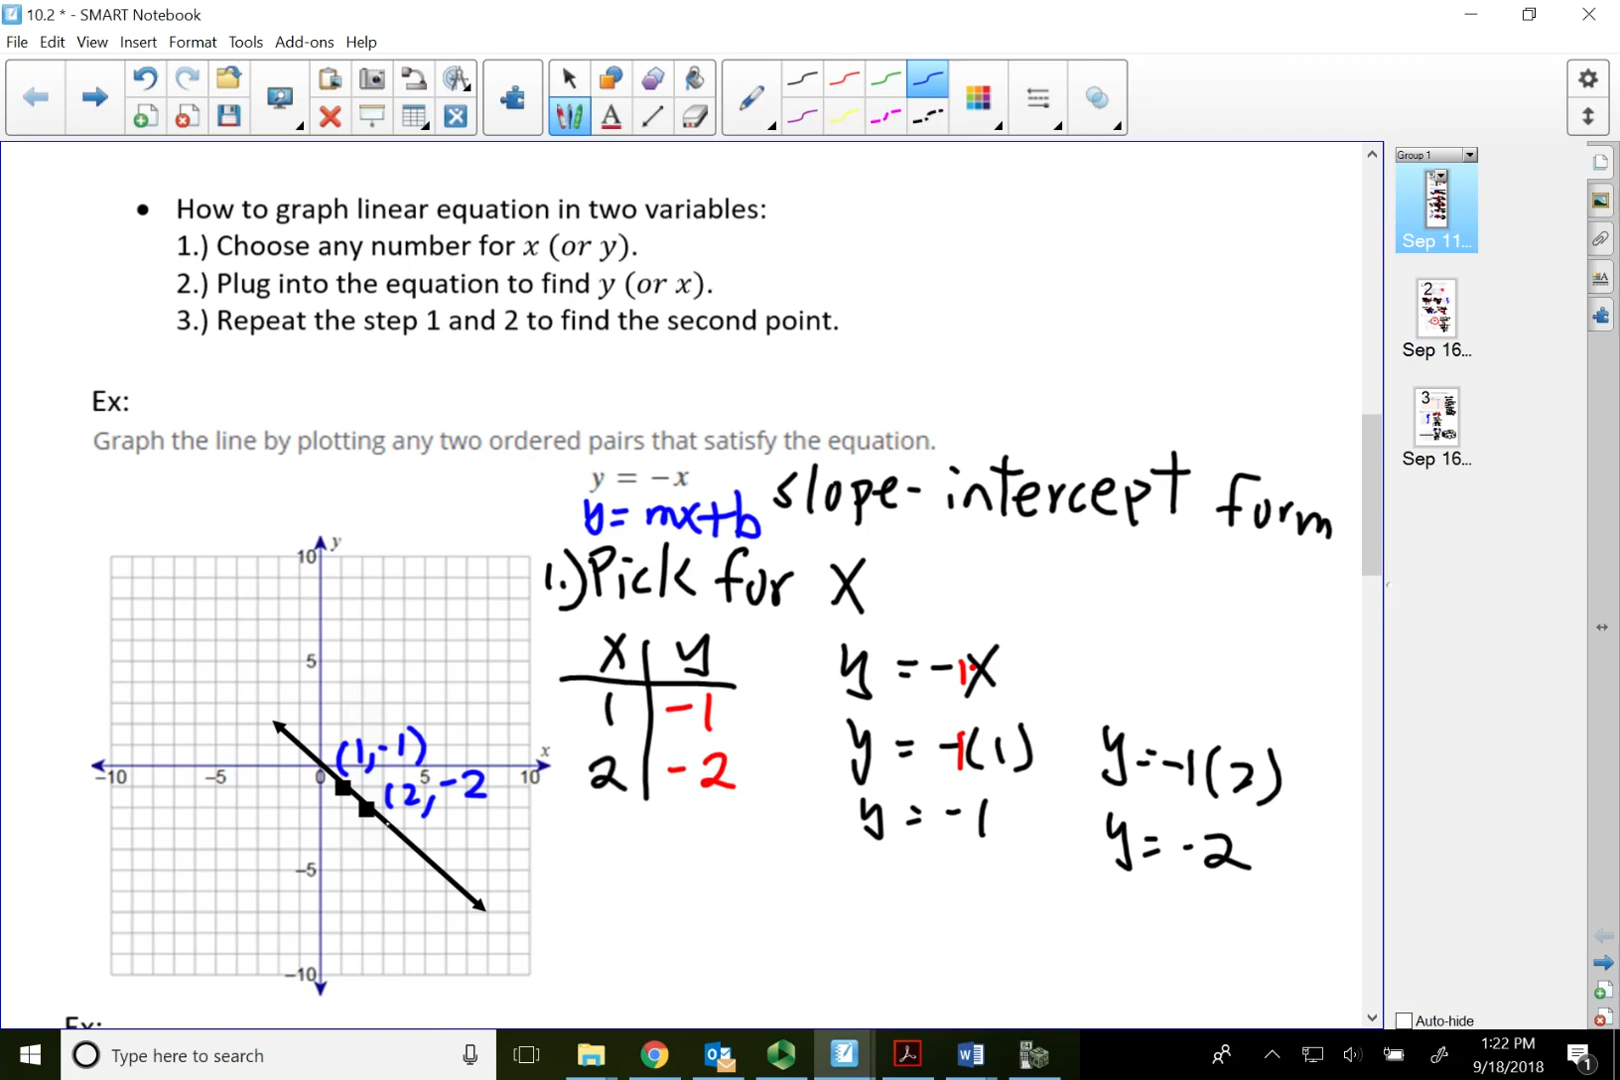 10.2 * - SMART Notebook
File Edit View Insert Format Tools Add-ons Help
Group 1
Sep 11...
2
Sep 16...
3
Sep 16...
• How to graph linear equation in two variables:
1.) Choose any number for x (or y).
2.) Plug into the equation to find y (or x).
3.) Repeat the step 1 and 2 to find the second point.
Ex:
Graph the line by plotting any two ordered pairs that satisfy the equation.
y = −x
y = mx+b slope-intercept form
1.) Pick for x
x y
1 -1
2 -2
y = -1x
y = -1(1)
y = -1
y = -1(2)
y = -2
y
10
5
-10 -5 0 5 10 x
-5
-10
(1,-1)
(2,-2
Ex:
Auto-hide
Type here to search
1:22 PM
9/18/2018
1